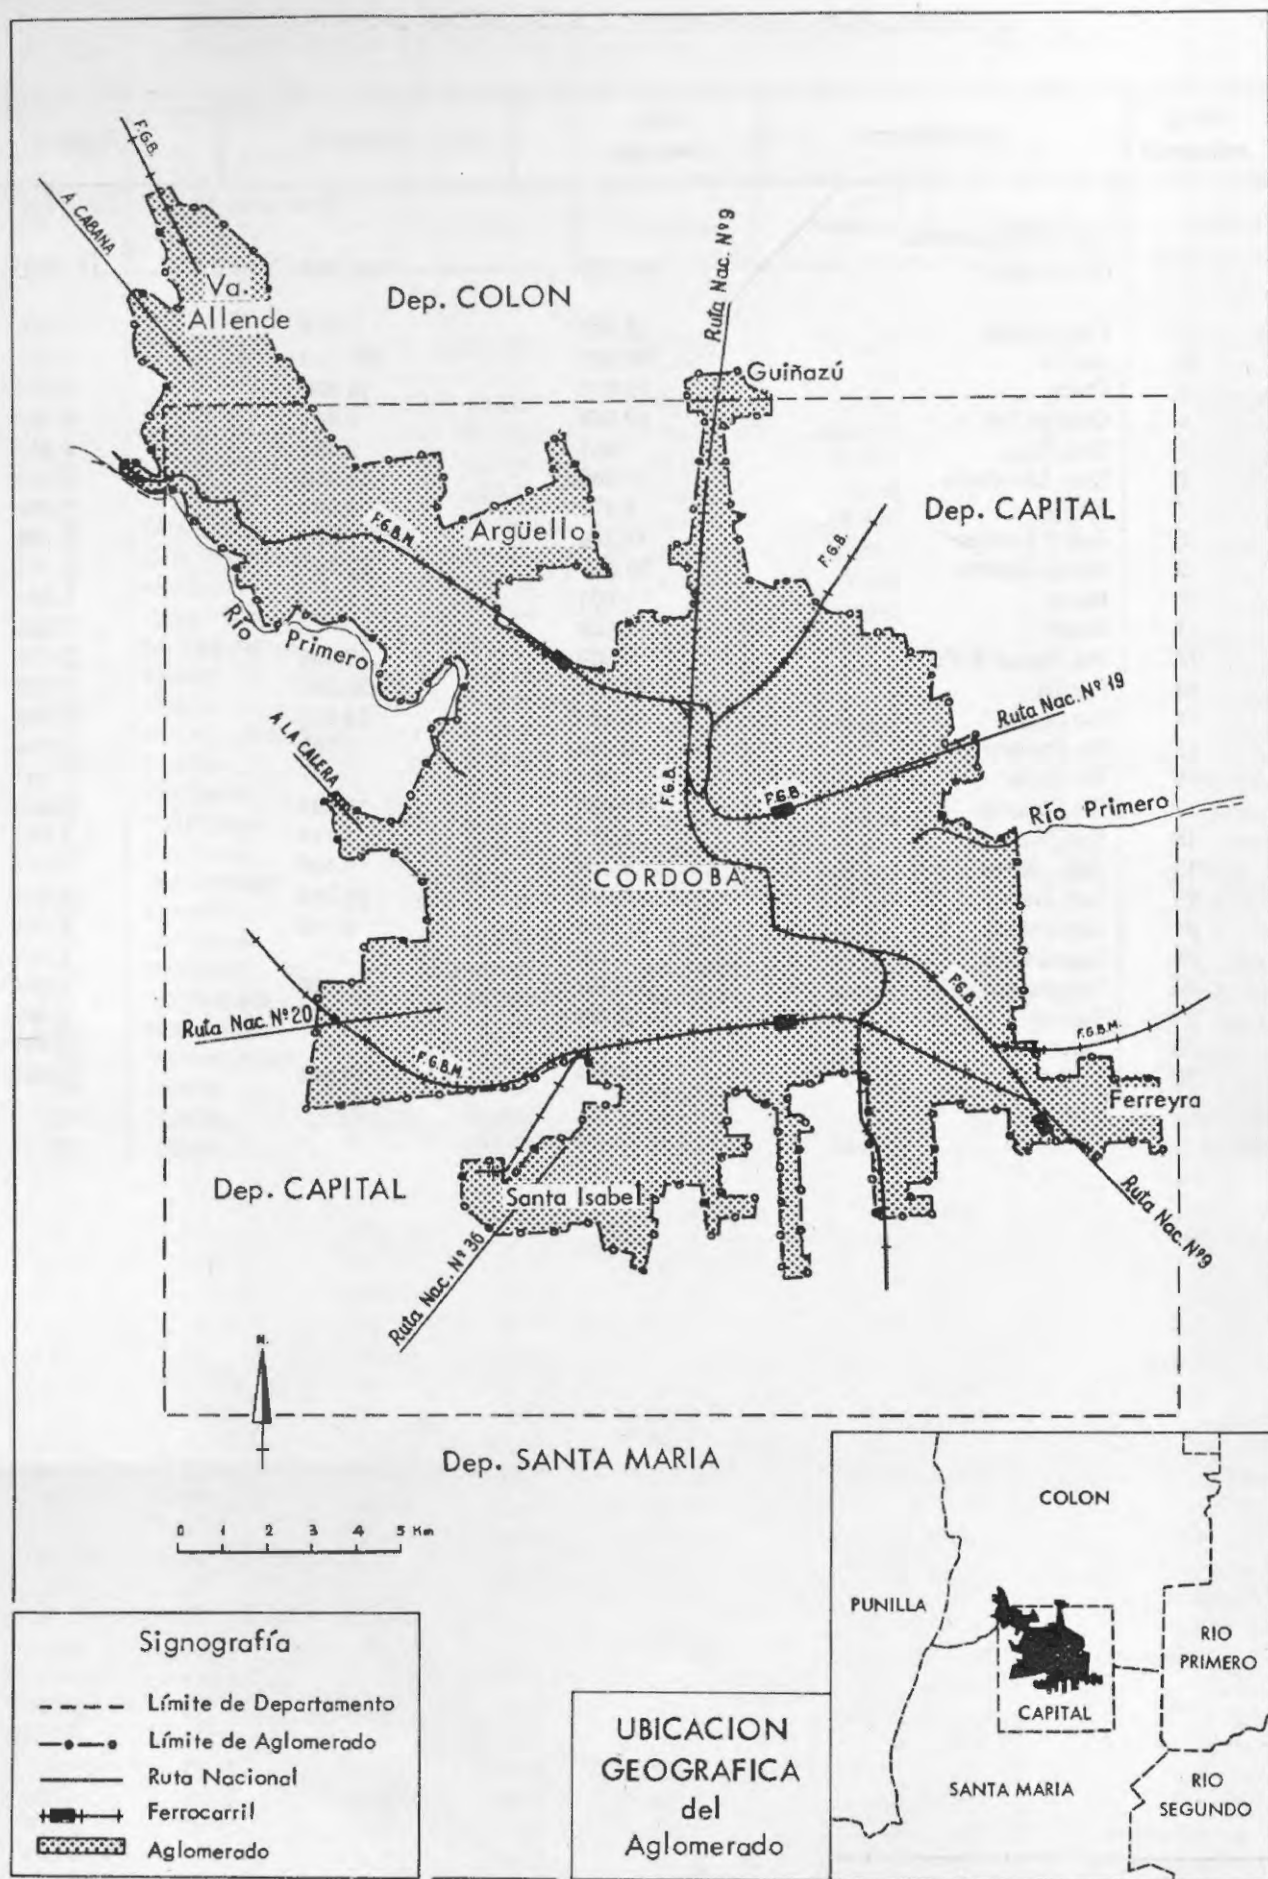 F.G.B.
A CABANA
Va.
Allende
Dep. COLON
Ruta Nac. Nº 9
Guiñazú
Dep. CAPITAL
Argüello
F.G.B.M.
F.G.B.
Río
Primero
A LA CALERA
Ruta Nac. Nº 19
F.G.B.
F.G.B.
Río Primero
CORDOBA
F.G.B.
Ruta Nac. Nº 20
F.G.B.M.
F.G.B.M.
Ferreyra
Dep. CAPITAL
Santa Isabel
Ruta Nac. Nº 36
Ruta Nac. Nº 9
N.
Dep. SANTA MARIA
0 1 2 3 4 5 Km
Signografía
Límite de Departamento
Límite de Aglomerado
Ruta Nacional
Ferrocarril
Aglomerado
UBICACION
GEOGRAFICA
del
Aglomerado
COLON
PUNILLA
RIO
PRIMERO
CAPITAL
SANTA MARIA
RIO
SEGUNDO